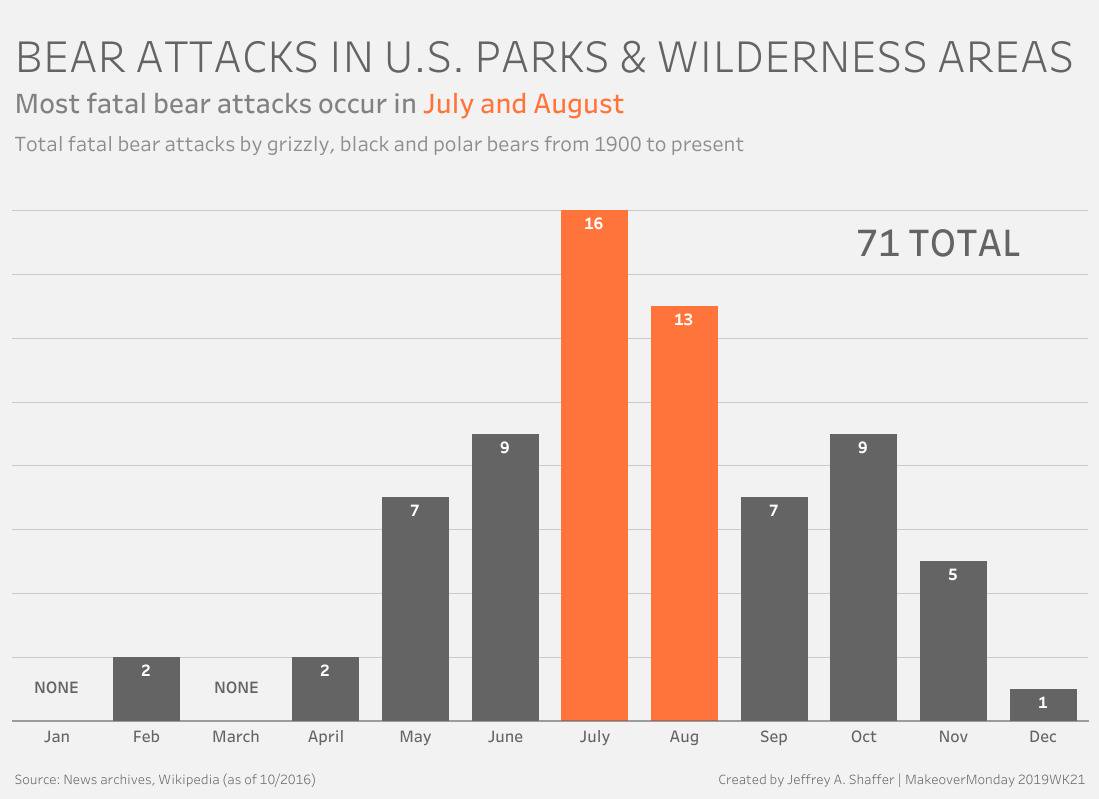 BEAR ATTACKS IN U.S. PARKS & WILDERNESS AREAS
Most fatal bear attacks occur in July and August
Total fatal bear attacks by grizzly, black and polar bears from 1900 to present
16
71 TOTAL
13
9
9
7
7
5
2
2
NONE
NONE
1
Jan Feb March April May June July Aug Sep Oct Nov Dec
Source: News archives, Wikipedia (as of 10/2016)
Created by Jeffrey A. Shaffer | MakeoverMonday 2019WK21